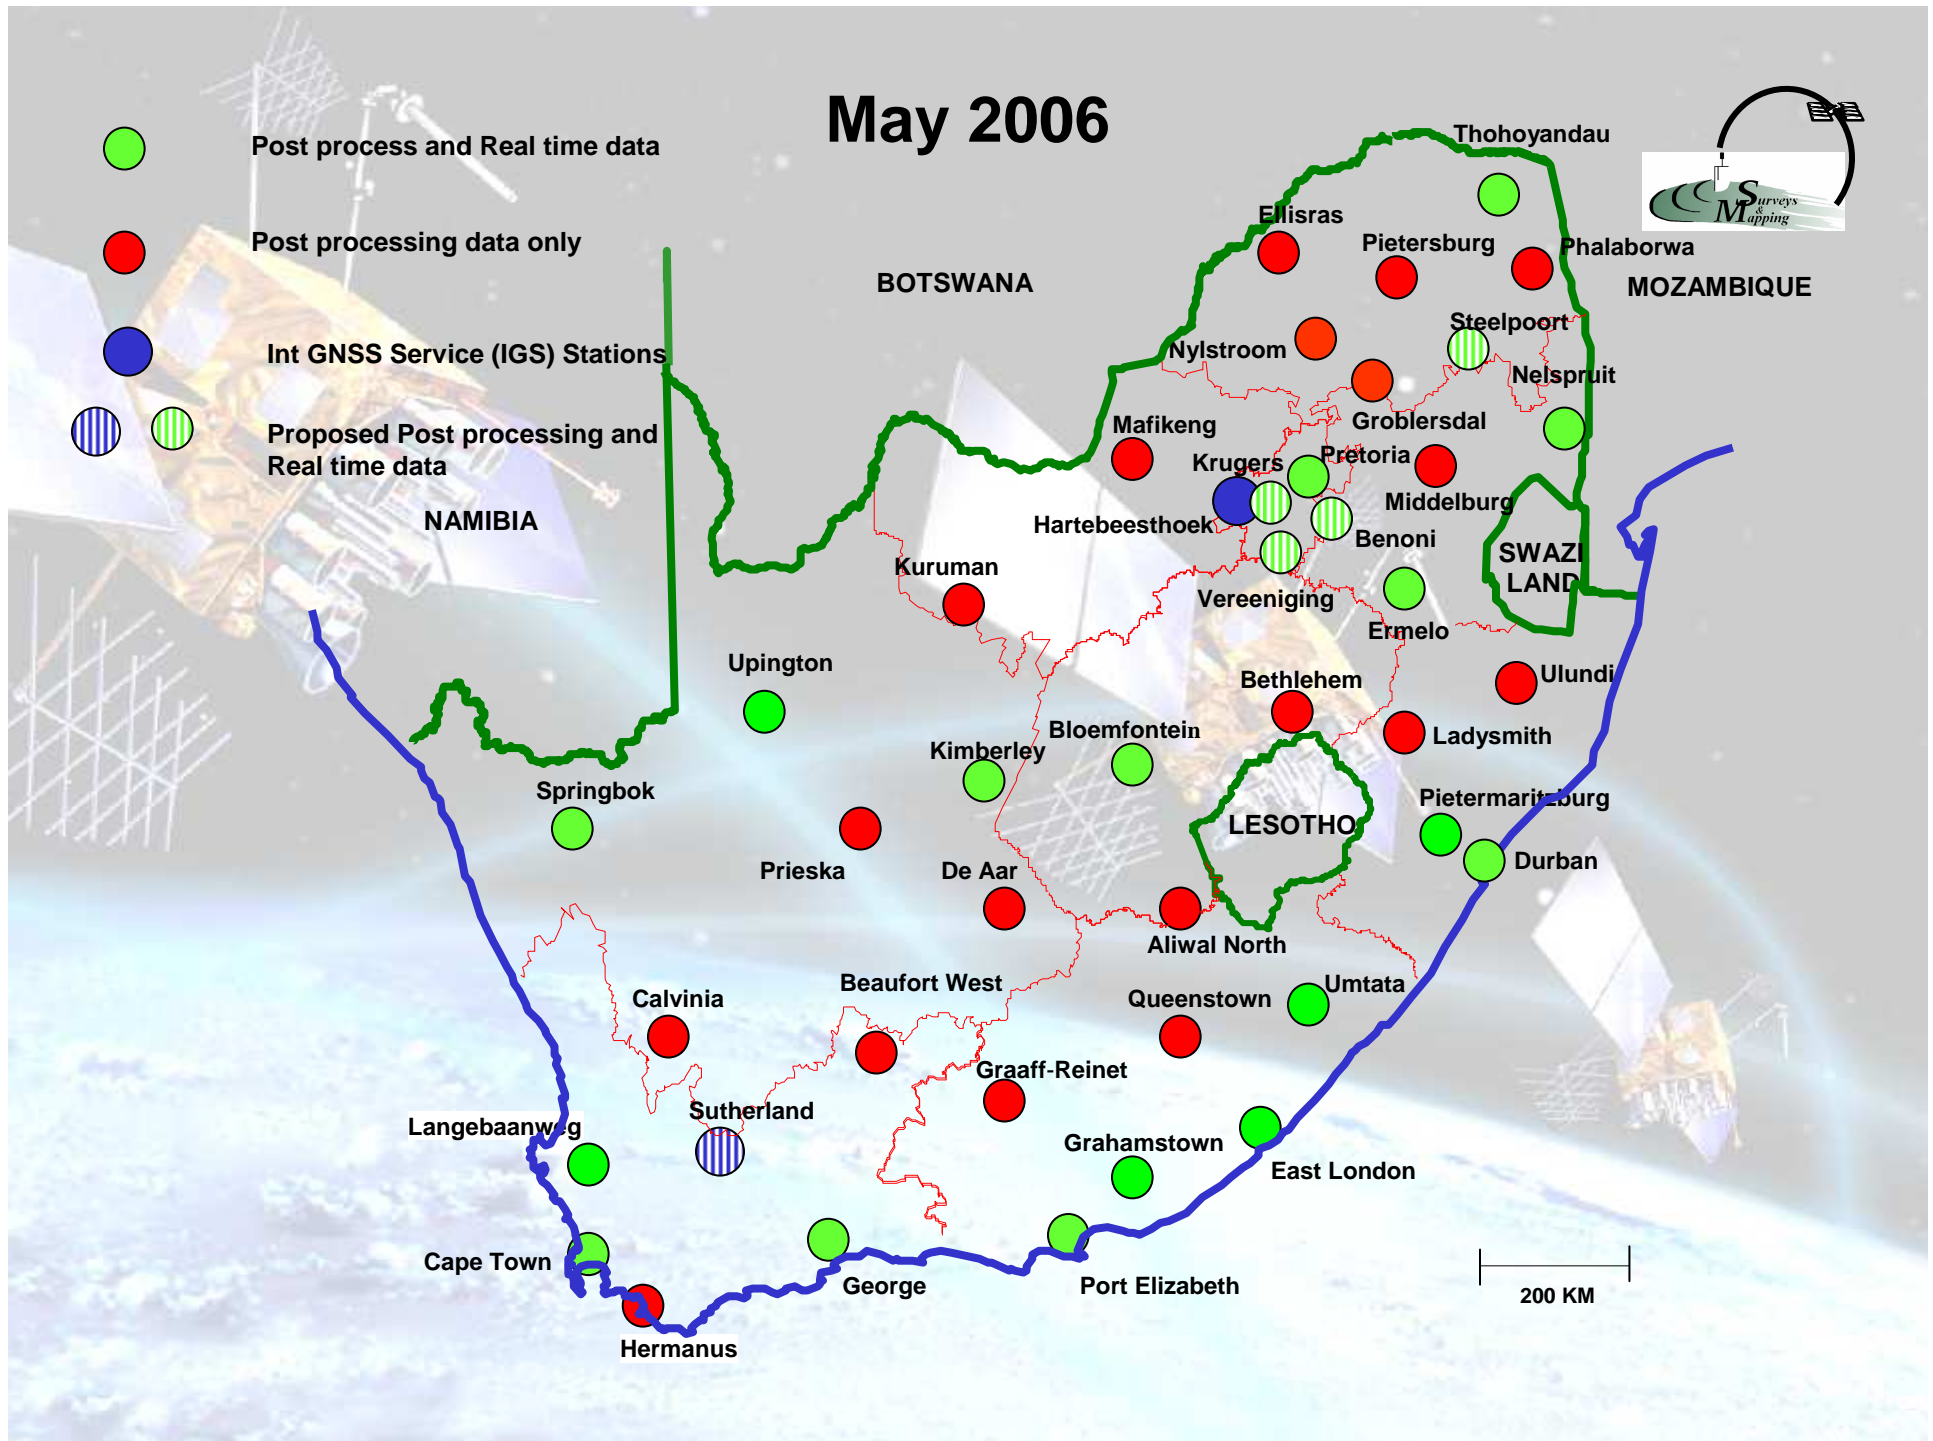 May 2006
Post process and Real time data
Post processing data only
Int GNSS Service (IGS) Stations
Proposed Post processing and
Real time data
Surveys
&
Mapping
Thohoyandau
Ellisras
Pietersburg
Phalaborwa
BOTSWANA
MOZAMBIQUE
Steelpoort
Nylstroom
Nelspruit
Groblersdal
Mafikeng
Krugers
Pretoria
Middelburg
NAMIBIA
Hartebeesthoek
Benoni
SWAZI
LAND
Kuruman
Vereeniging
Ermelo
Upington
Bethlehem
Ulundi
Bloemfontein
Ladysmith
Kimberley
Springbok
Pietermaritzburg
LESOTHO
Durban
Prieska
De Aar
Aliwal North
Beaufort West
Umtata
Calvinia
Queenstown
Graaff-Reinet
Sutherland
Langebaanweg
Grahamstown
East London
Cape Town
George
Port Elizabeth
200 KM
Hermanus